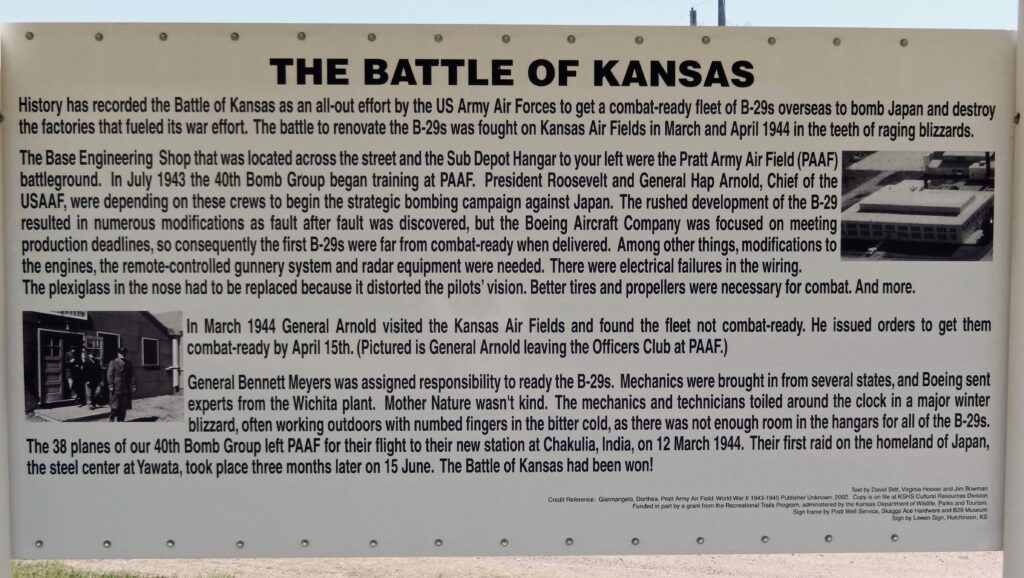 THE BATTLE OF KANSAS
History has recorded the Battle of Kansas as an all-out effort by the US Army Air Forces to get a combat-ready fleet of B-29s overseas to bomb Japan and destroy
the factories that fueled its war effort. The battle to renovate the B-29s was fought on Kansas Air Fields in March and April 1944 in the teeth of raging blizzards.
The Base Engineering Shop that was located across the street and the Sub Depot Hangar to your left were the Pratt Army Air Field (PAAF)
battleground. In July 1943 the 40th Bomb Group began training at PAAF. President Roosevelt and General Hap Arnold, Chief of the
USAAF, were depending on these crews to begin the strategic bombing campaign against Japan. The rushed development of the B-29
resulted in numerous modifications as fault after fault was discovered, but the Boeing Aircraft Company was focused on meeting
production deadlines, so consequently the first B-29s were far from combat-ready when delivered. Among other things, modifications to
the engines, the remote-controlled gunnery system and radar equipment were needed. There were electrical failures in the wiring.
The plexiglass in the nose had to be replaced because it distorted the pilots' vision. Better tires and propellers were necessary for combat. And more.
In March 1944 General Arnold visited the Kansas Air Fields and found the fleet not combat-ready. He issued orders to get them
combat-ready by April 15th. (Pictured is General Arnold leaving the Officers Club at PAAF.)
General Bennett Meyers was assigned responsibility to ready the B-29s. Mechanics were brought in from several states, and Boeing sent
experts from the Wichita plant. Mother Nature wasn't kind. The mechanics and technicians toiled around the clock in a major winter
blizzard, often working outdoors with numbed fingers in the bitter cold, as there was not enough room in the hangars for all of the B-29s.
The 38 planes of our 40th Bomb Group left PAAF for their flight to their new station at Chakulia, India, on 12 March 1944. Their first raid on the homeland of Japan,
the steel center at Yawata, took place three months later on 15 June. The Battle of Kansas had been won!
Text by David Stitt, Virginia Hoover and Jim Bowman
Credit Reference: Giannangelo, Dorthea. Pratt Army Air Field: World War II: 1943-1945 Publisher Unknown, 2002. Copy is on file at KSHS Cultural Resources Division
Funded in part by a grant from the Recreational Trails Program, administered by the Kansas Department of Wildlife, Parks and Tourism.
Sign frame by Pratt Well Service, Skaggs Ace Hardware and B29 Museum
Sign by Lowen Sign, Hutchinson, KS